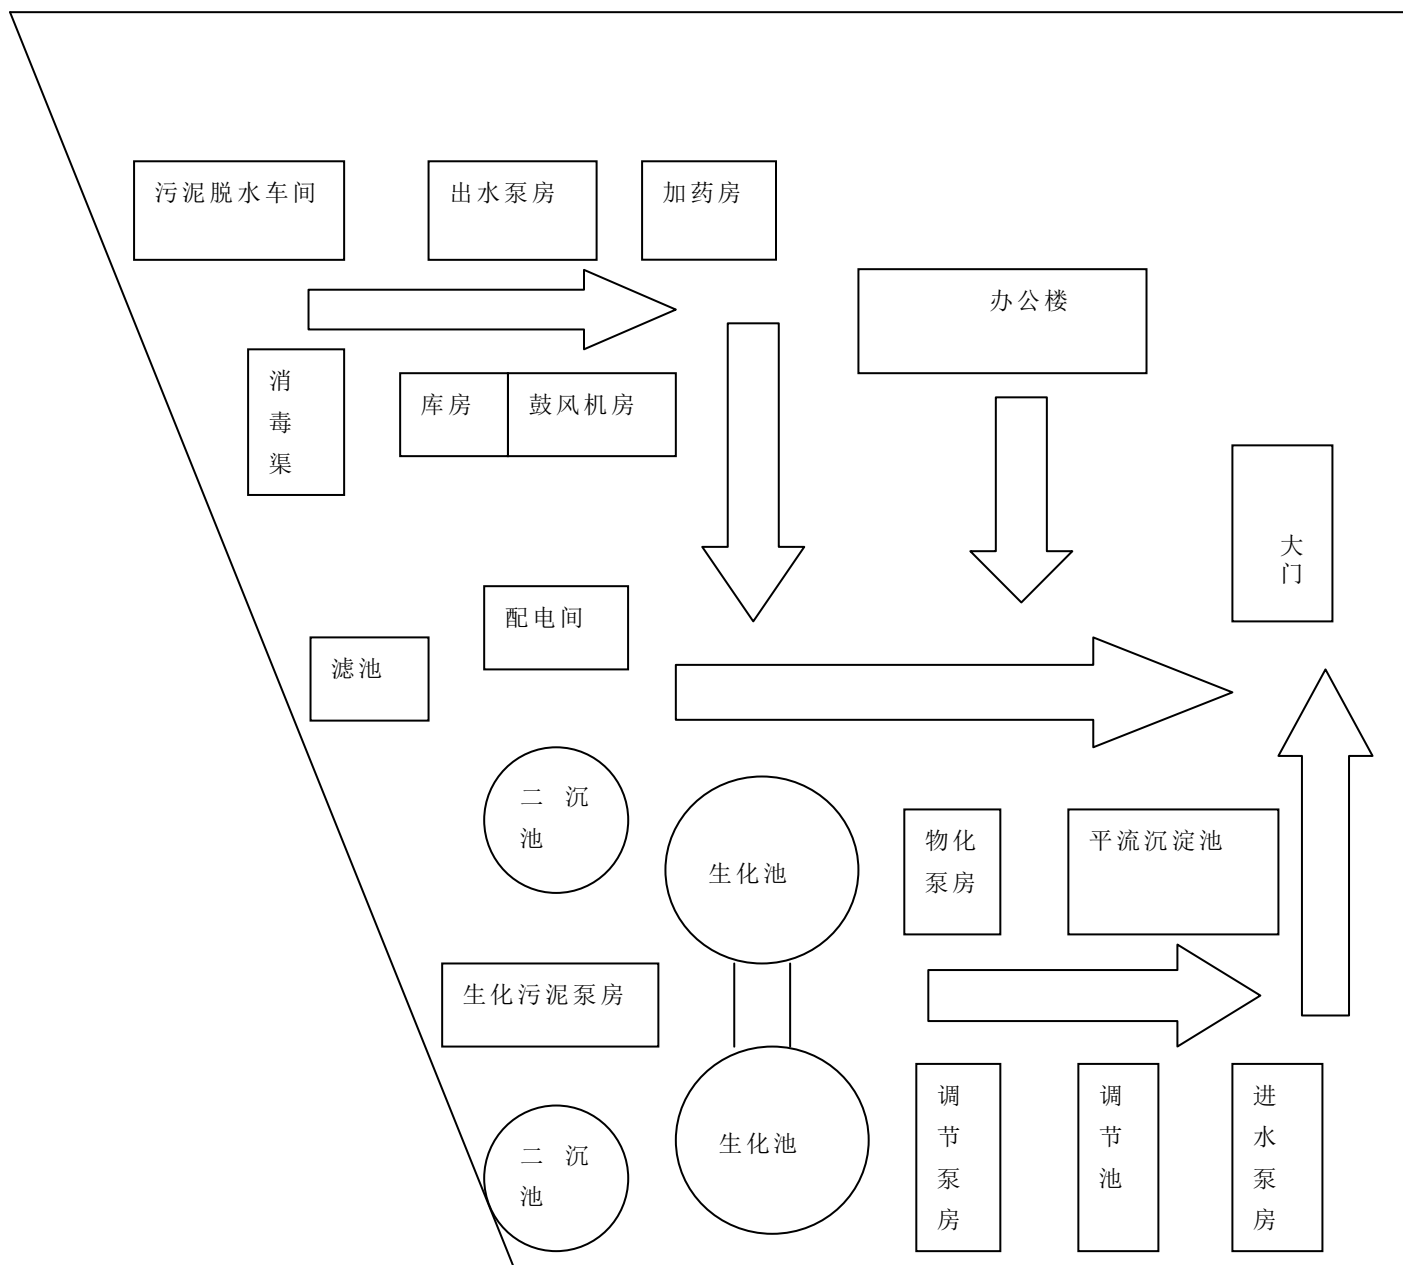 污泥脱水车间
出水泵房
加药房
办公楼
消
毒
渠
库房
鼓风机房
大
门
配电间
滤池
二 沉
池
生化池
物化
泵房
平流沉淀池
生化污泥泵房
二 沉
池
生化池
调
节
泵
房
调
节
池
进
水
泵
房